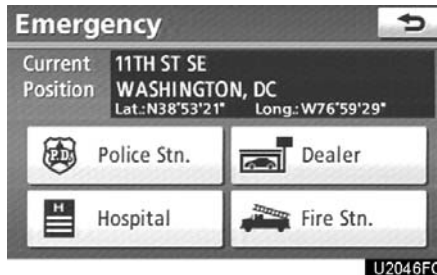 Emergency
Current Position
11TH ST SE
WASHINGTON, DC
Lat.:N38°53'21" Long.:W76°59'29"
P.D. Police Stn.
Dealer
H Hospital
Fire Stn.
U2046FC